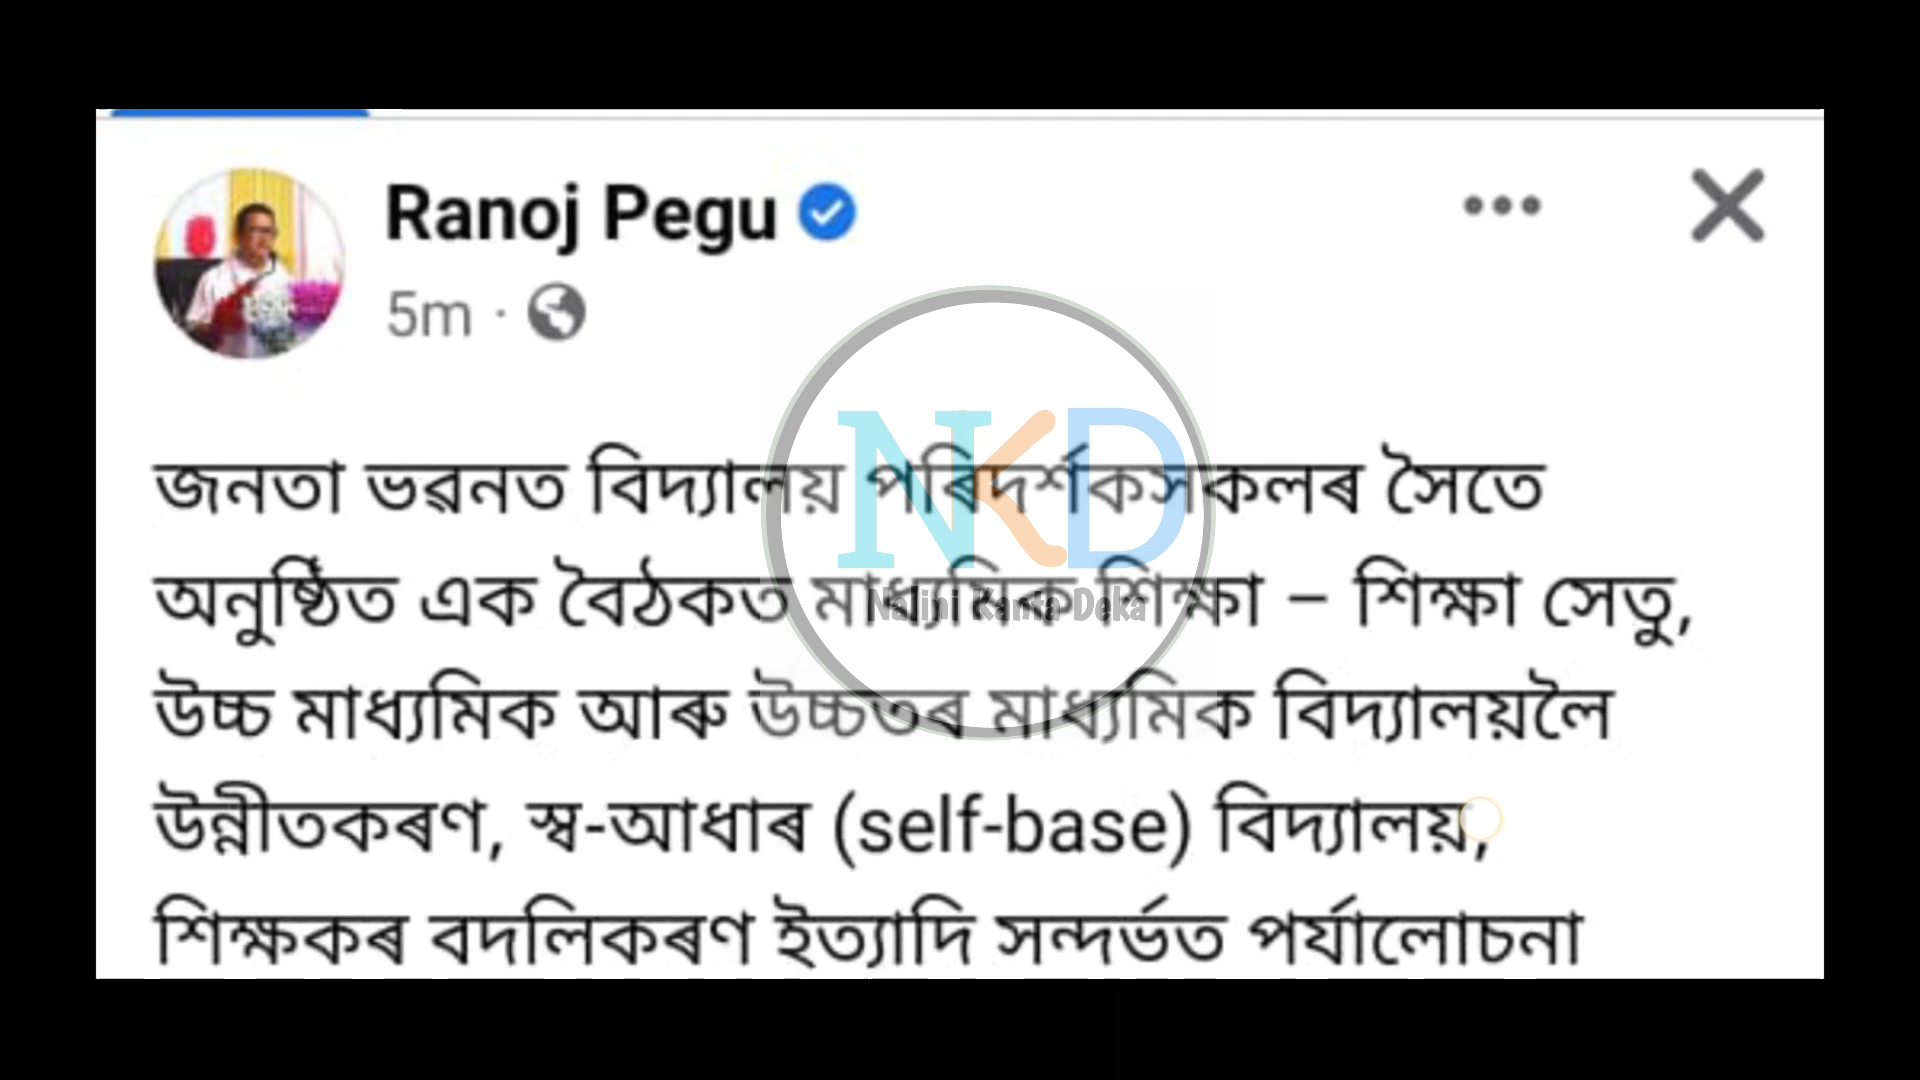 Ranoj Pegu
5m ·
জনতা ভৱনত বিদ্যালয় পৰিদৰ্শকসকলৰ সৈতে
অনুষ্ঠিত এক বৈঠকত মাধ্যমিক শিক্ষা – শিক্ষা সেতু,
উচ্চ মাধ্যমিক আৰু উচ্চতৰ মাধ্যমিক বিদ্যালয়লৈ
উন্নীতকৰণ, স্ব-আধাৰ (self-base) বিদ্যালয়,
শিক্ষকৰ বদলিকৰণ ইত্যাদি সন্দৰ্ভত পৰ্যালোচনা
NKD
Nalini Kanta Deka